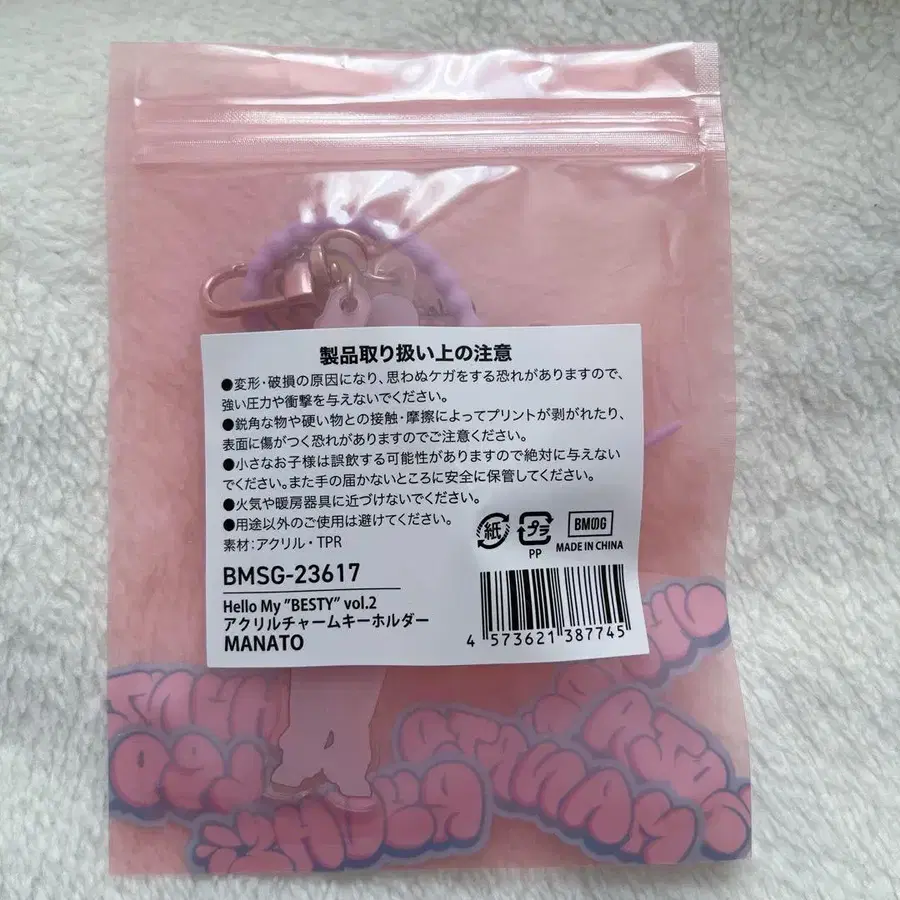 製品取り扱い上の注意
●変形・破損の原因になり、思わぬケガをする恐れがありますので、
強い圧力や衝撃を与えないでください。
●鋭角な物や硬い物との接触・摩擦によってプリントが剥がれたり、
表面に傷がつく恐れがありますのでご注意ください。
●小さなお子様は誤飲する可能性がありますので絶対に与えない
でください。また手の届かないところに安全に保管してください。
●火気や暖房器具に近づけないでください。
●用途以外のご使用は避けてください。
素材:アクリル・TPR
紙
プラ
PP
BMSG
MADE IN CHINA
BMSG-23617
Hello My "BESTY" vol.2
アクリルチャームキーホルダー
MANATO
4 573621 387745